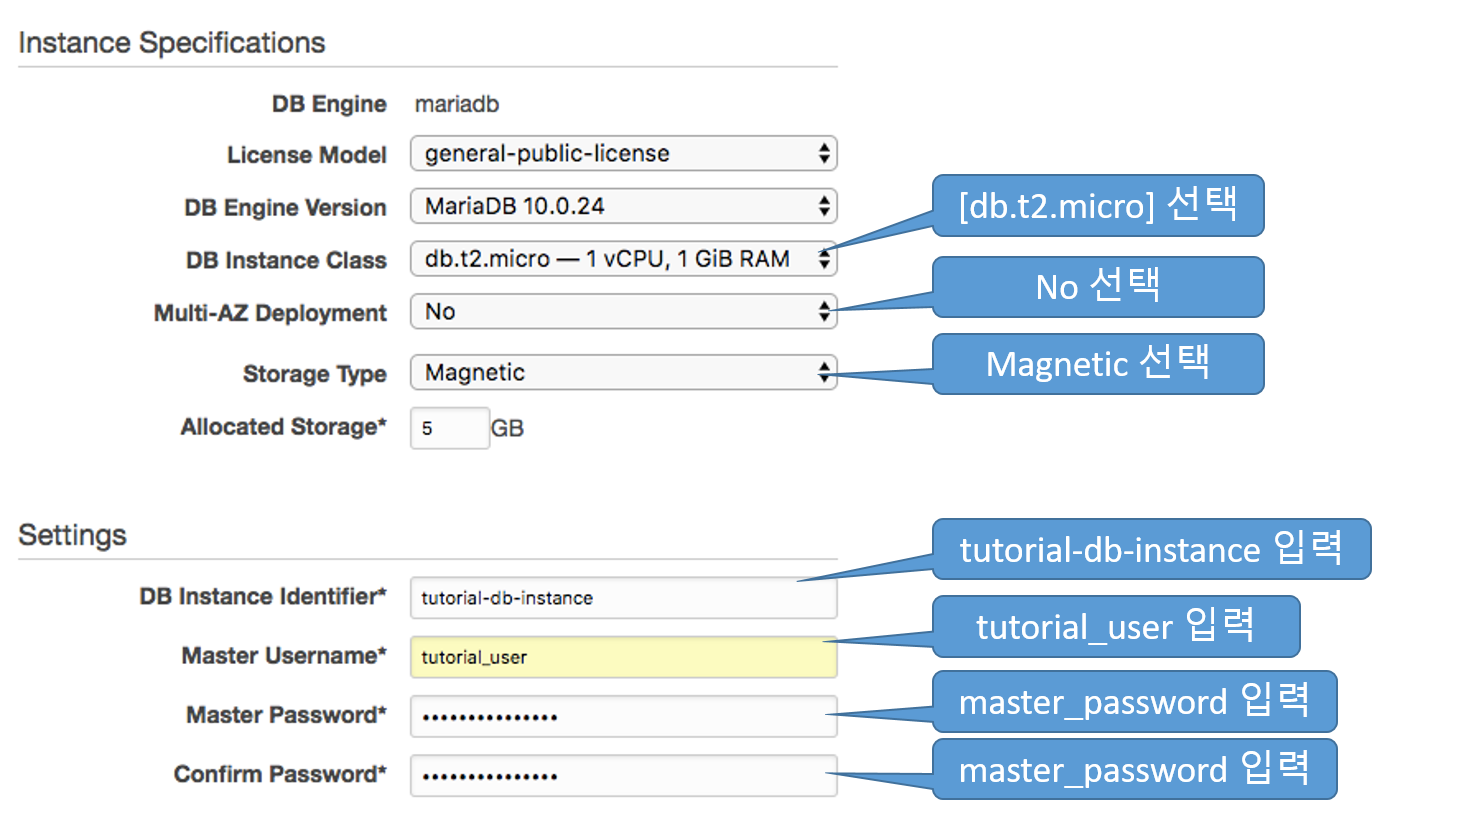 Instance Specifications
DB Engine mariadb
License Model general-public-license
DB Engine Version MariaDB 10.0.24
[db.t2.micro] 선택
DB Instance Class db.t2.micro — 1 vCPU, 1 GiB RAM
No 선택
Multi-AZ Deployment No
Magnetic 선택
Storage Type Magnetic
Allocated Storage* 5 GB
Settings
tutorial-db-instance 입력
DB Instance Identifier* tutorial-db-instance
tutorial_user 입력
Master Username* tutorial_user
master_password 입력
Master Password* •••••••••••••••
master_password 입력
Confirm Password* •••••••••••••••